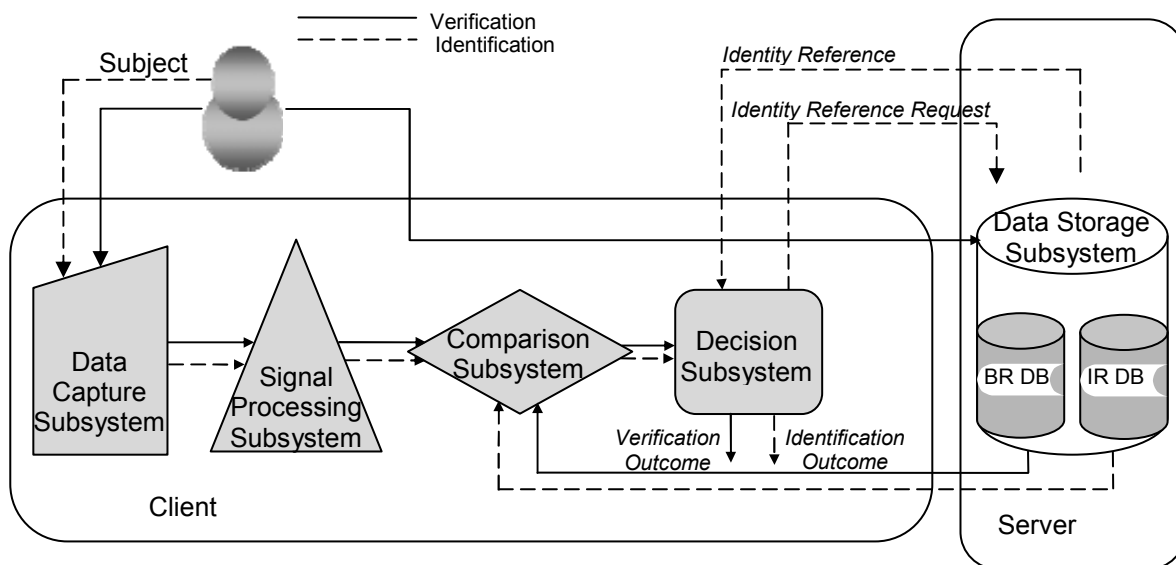 Verification
Identification
Subject
Identity Reference
Identity Reference Request
Data Storage
Subsystem
Data
Capture
Subsystem
Signal
Processing
Subsystem
Comparison
Subsystem
Decision
Subsystem
BR DB
IR DB
Verification
Outcome
Identification
Outcome
Client
Server